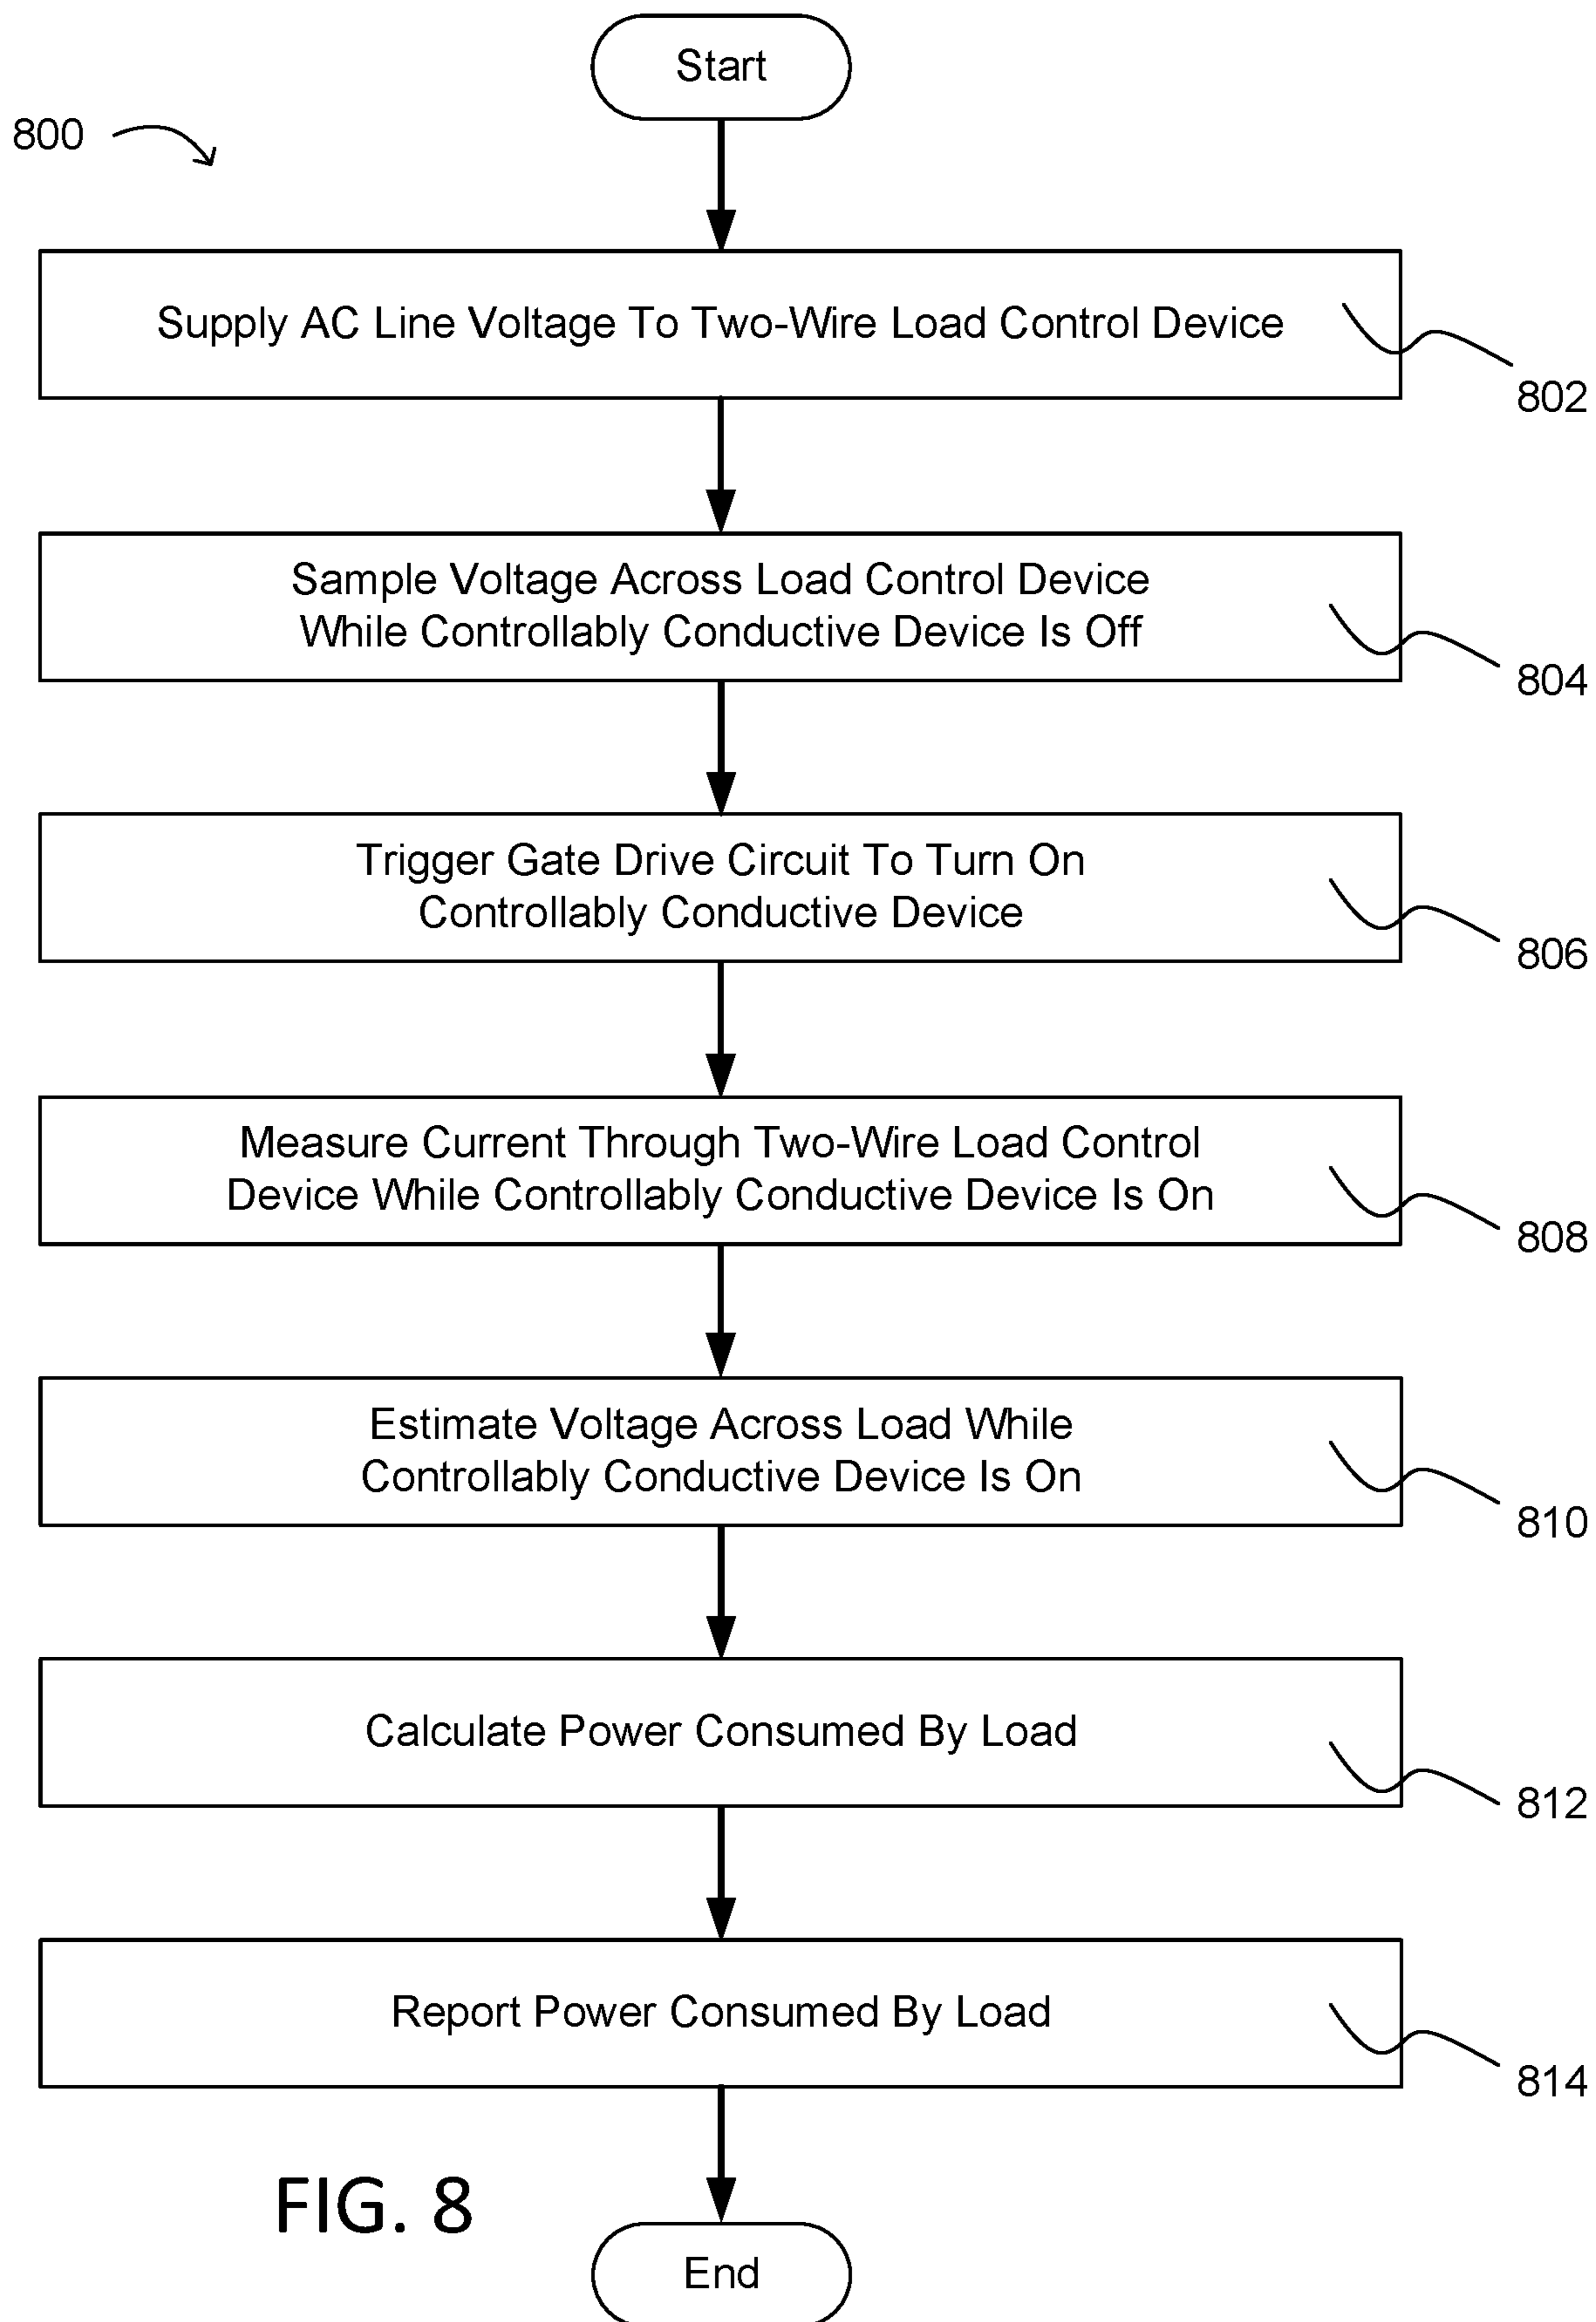 Start
800
Supply AC Line Voltage To Two-Wire Load Control Device
802
Sample Voltage Across Load Control Device
While Controllably Conductive Device Is Off
804
Trigger Gate Drive Circuit To Turn On
Controllably Conductive Device
806
Measure Current Through Two-Wire Load Control
Device While Controllably Conductive Device Is On
808
Estimate Voltage Across Load While
Controllably Conductive Device Is On
810
Calculate Power Consumed By Load
812
Report Power Consumed By Load
814
FIG. 8
End